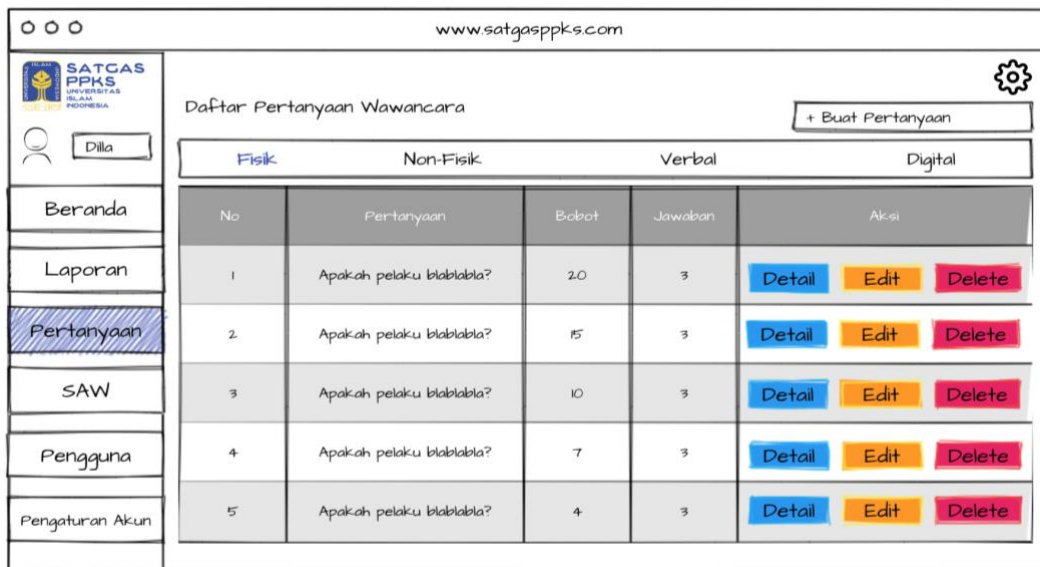 www.satgasppks.com
SATGAS
PPKS
UNIVERSITAS
ISLAM
INDONESIA
Dilla
Beranda
Laporan
Pertanyaan
SAW
Pengguna
Pengaturan Akun
Daftar Pertanyaan Wawancara
+ Buat Pertanyaan
Fisik Non-Fisik Verbal Digital
No Pertanyaan Bobot Jawaban Aksi
1 Apakah pelaku blablabla? 20 3 Detail Edit Delete
2 Apakah pelaku blablabla? 15 3 Detail Edit Delete
3 Apakah pelaku blablabla? 10 3 Detail Edit Delete
4 Apakah pelaku blablabla? 7 3 Detail Edit Delete
5 Apakah pelaku blablabla? 4 3 Detail Edit Delete